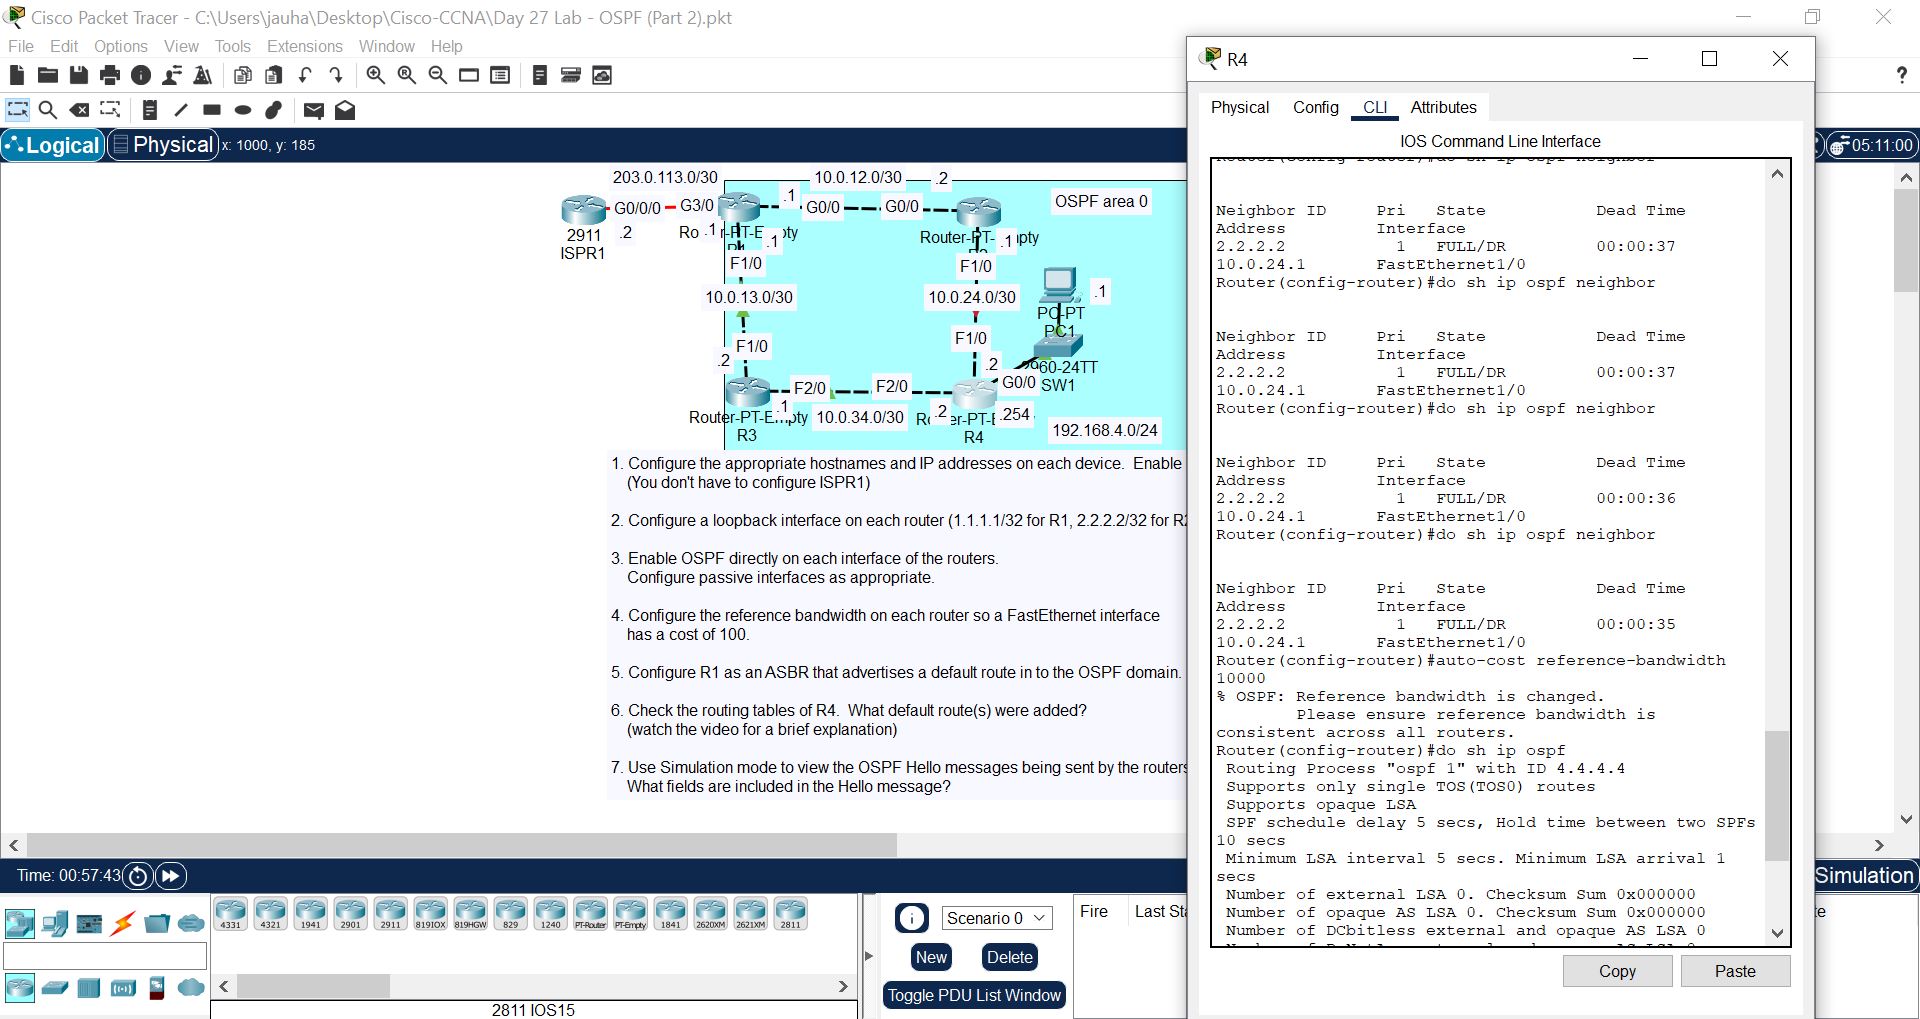 Cisco Packet Tracer - C:\Users\jauha\Desktop\Cisco-CCNA\Day 27 Lab - OSPF (Part 2).pkt
File Edit Options View Tools Extensions Window Help
Logical Physical x: 1000, y: 185
05:11:00
203.0.113.0/30
10.0.12.0/30
.2
OSPF area 0
G0/0/0
G3/0
.1
G0/0
G0/0
2911
ISPR1
.2
.1
.1
Router-PT-Empty
.1
F1/0
F1/0
10.0.13.0/30
10.0.24.0/30
.1
PC-PT
PC1
F1/0
F1/0
.2
.2
2960-24TT
SW1
G0/0
F2/0
F2/0
.1
.2
.254
Router-PT-Empty
R3
10.0.34.0/30
R4
192.168.4.0/24
1. Configure the appropriate hostnames and IP addresses on each device. Enable
(You don't have to configure ISPR1)
2. Configure a loopback interface on each router (1.1.1.1/32 for R1, 2.2.2.2/32 for R2
3. Enable OSPF directly on each interface of the routers.
Configure passive interfaces as appropriate.
4. Configure the reference bandwidth on each router so a FastEthernet interface
has a cost of 100.
5. Configure R1 as an ASBR that advertises a default route in to the OSPF domain.
6. Check the routing tables of R4. What default route(s) were added?
(watch the video for a brief explanation)
7. Use Simulation mode to view the OSPF Hello messages being sent by the routers
What fields are included in the Hello message?
Time: 00:57:43
Simulation
4331 4321 1941 2901 2911 819IOX 819HGW 829 1240 PT-Router PT-Empty 1841 2620XM 2621XM 2811
2811 IOS15
Scenario 0
New Delete
Toggle PDU List Window
Fire Last Sta
R4
Physical Config CLI Attributes
IOS Command Line Interface
Router(config-router)#do sh ip ospf neighbor
Neighbor ID Pri State Dead Time
Address Interface
2.2.2.2 1 FULL/DR 00:00:37
10.0.24.1 FastEthernet1/0
Router(config-router)#do sh ip ospf neighbor
Neighbor ID Pri State Dead Time
Address Interface
2.2.2.2 1 FULL/DR 00:00:37
10.0.24.1 FastEthernet1/0
Router(config-router)#do sh ip ospf neighbor
Neighbor ID Pri State Dead Time
Address Interface
2.2.2.2 1 FULL/DR 00:00:36
10.0.24.1 FastEthernet1/0
Router(config-router)#do sh ip ospf neighbor
Neighbor ID Pri State Dead Time
Address Interface
2.2.2.2 1 FULL/DR 00:00:35
10.0.24.1 FastEthernet1/0
Router(config-router)#auto-cost reference-bandwidth
10000
% OSPF: Reference bandwidth is changed.
Please ensure reference bandwidth is
consistent across all routers.
Router(config-router)#do sh ip ospf
Routing Process "ospf 1" with ID 4.4.4.4
Supports only single TOS(TOS0) routes
Supports opaque LSA
SPF schedule delay 5 secs, Hold time between two SPFs
10 secs
Minimum LSA interval 5 secs. Minimum LSA arrival 1
secs
Number of external LSA 0. Checksum Sum 0x000000
Number of opaque AS LSA 0. Checksum Sum 0x000000
Number of DCbitless external and opaque AS LSA 0
Copy Paste